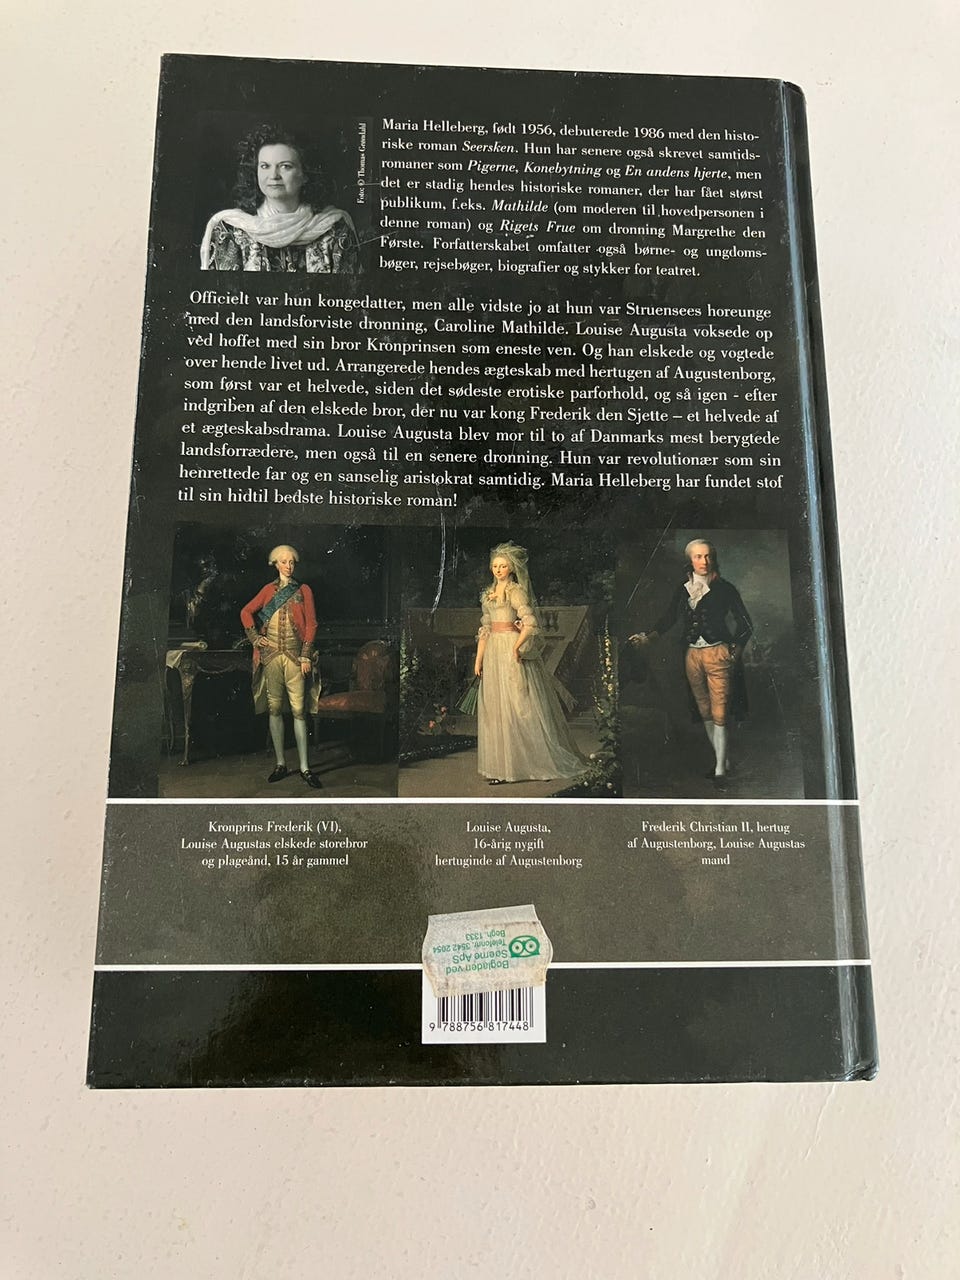 Foto: © Thomas Grøndahl
Maria Helleberg, født 1956, debuterede 1986 med den histo-
riske roman Seersken. Hun har senere også skrevet samtids-
romaner som Pigerne, Konebytning og En andens hjerte, men
det er stadig hendes historiske romaner, der har fået størst
publikum, f.eks. Mathilde (om moderen til hovedpersonen i
denne roman) og Rigets Frue om dronning Margrethe den
Første. Forfatterskabet omfatter også børne- og ungdoms-
bøger, rejsebøger, biografier og stykker for teatret.
Officielt var hun kongedatter, men alle vidste jo at hun var Struensees horeunge
med den landsforviste dronning, Caroline Mathilde. Louise Augusta voksede op
ved hoffet med sin bror Kronprinsen som eneste ven. Og han elskede og vogtede
over hende livet ud. Arrangerede hendes ægteskab med hertugen af Augustenborg,
som først var et helvede, siden det sødeste erotiske parforhold, og så igen - efter
indgriben af den elskede bror, der nu var kong Frederik den Sjette – et helvede af
et ægteskabsdrama. Louise Augusta blev mor til to af Danmarks mest berygtede
landsforrædere, men også til en senere dronning. Hun var revolutionær som sin
henrettede far og en sanselig aristokrat samtidig. Maria Helleberg har fundet stof
til sin hidtil bedste historiske roman!
Kronprins Frederik (VI),
Louise Augustas elskede storebror
og plageånd, 15 år gammel
Louise Augusta,
16-årig nygift
hertuginde af Augustenborg
Frederik Christian II, hertug
af Augustenborg, Louise Augustas
mand
Bogladen ved
Søerne ApS
Telefonnr. 3542 2054
Bogh. 1333
9 788756 817448